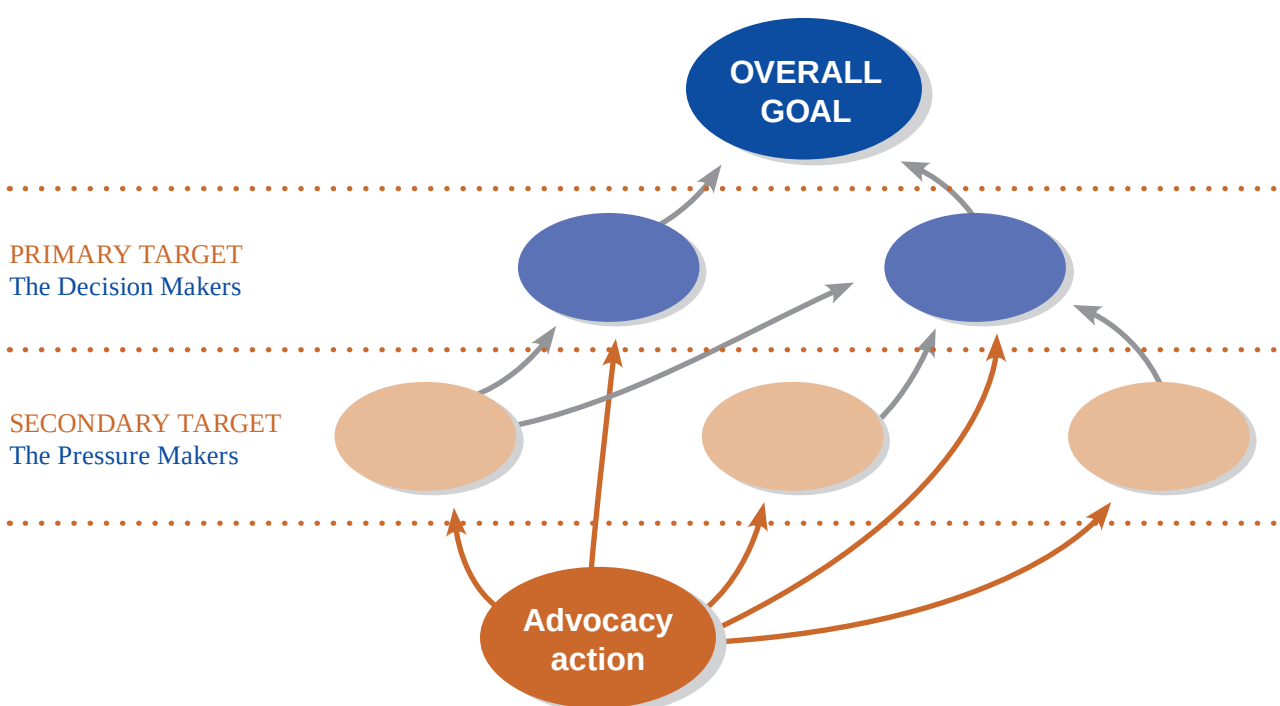 OVERALL
GOAL
PRIMARY TARGET
The Decision Makers
SECONDARY TARGET
The Pressure Makers
Advocacy
action